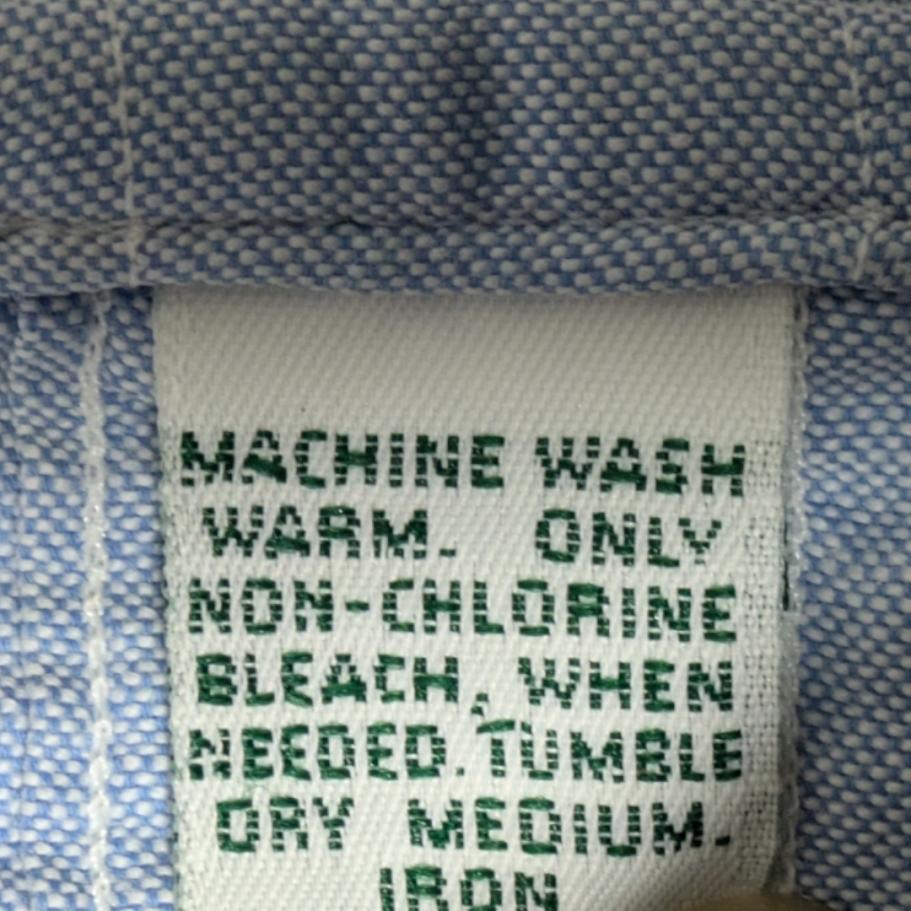 MACHINE WASH
WARM. ONLY
NON-CHLORINE
BLEACH, WHEN
NEEDED. TUMBLE
DRY MEDIUM.
IRON